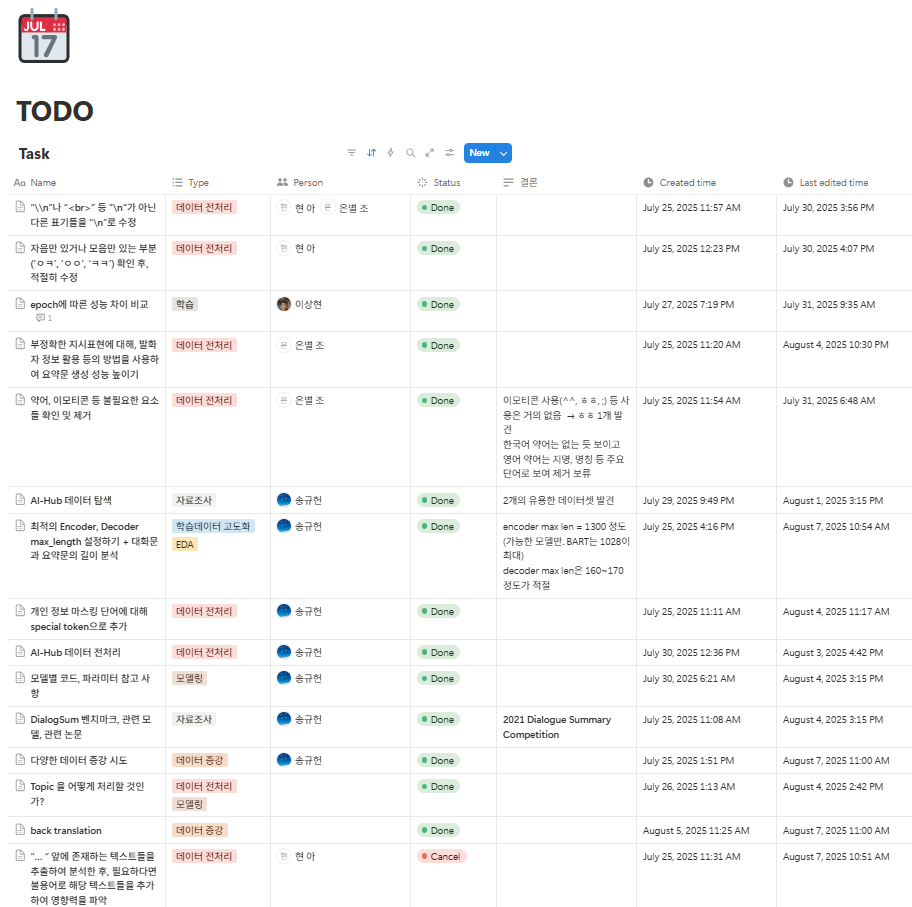 JUL
17
TODO
Task
New
Aa Name
Type
Person
Status
결론
Created time
Last edited time
"\\n"나 "<br>" 등 "\n"가 아닌
다른 표기들을 "\n"로 수정
데이터 전처리
현 현 아 은 은별 조
Done
July 25, 2025 11:57 AM
July 30, 2025 3:56 PM
자음만 있거나 모음만 있는 부분
('ㅇㅋ', 'ㅇㅇ', 'ㅋㅋ') 확인 후,
적절히 수정
데이터 전처리
현 현 아
Done
July 25, 2025 12:23 PM
July 30, 2025 4:07 PM
epoch에 따른 성능 차이 비교
1
학습
이상현
Done
July 27, 2025 7:19 PM
July 31, 2025 9:35 AM
부정확한 지시표현에 대해, 발화
자 정보 활용 등의 방법을 사용하
여 요약문 생성 성능 높이기
데이터 전처리
은 은별 조
Done
July 25, 2025 11:20 AM
August 4, 2025 10:30 PM
약어, 이모티콘 등 불필요한 요소
들 확인 및 제거
데이터 전처리
은 은별 조
Done
이모티콘 사용(^^, ㅎㅎ, ;) 등 사
용은 거의 없음 → ㅎㅎ 1개 발
견
한국어 약어는 없는 듯 보이고
영어 약어는 지명, 명칭 등 주요
단어로 보여 제거 보류
July 25, 2025 11:54 AM
July 31, 2025 6:48 AM
AI-Hub 데이터 탐색
자료조사
송규헌
Done
2개의 유용한 데이터셋 발견
July 29, 2025 9:49 PM
August 1, 2025 3:15 PM
최적의 Encoder, Decoder
max_length 설정하기 + 대화문
과 요약문의 길이 분석
학습데이터 고도화
EDA
송규헌
Done
encoder max len = 1300 정도
(가능한 모델만. BART는 1028이
최대)
decoder max len은 160~170
정도가 적절
July 25, 2025 4:16 PM
August 7, 2025 10:54 AM
개인 정보 마스킹 단어에 대해
special token으로 추가
데이터 전처리
송규헌
Done
July 25, 2025 11:11 AM
August 4, 2025 11:17 AM
AI-Hub 데이터 전처리
데이터 전처리
송규헌
Done
July 30, 2025 12:36 PM
August 3, 2025 4:42 PM
모델별 코드, 파라미터 참고 사
항
모델링
송규헌
Done
July 30, 2025 6:21 AM
August 4, 2025 3:15 PM
DialogSum 벤치마크, 관련 모
델, 관련 논문
자료조사
송규헌
Done
2021 Dialogue Summary
Competition
July 25, 2025 11:08 AM
August 4, 2025 3:15 PM
다양한 데이터 증강 시도
데이터 증강
송규헌
Done
July 25, 2025 1:51 PM
August 7, 2025 11:00 AM
Topic 을 어떻게 처리할 것인
가?
데이터 전처리
모델링
Done
July 26, 2025 1:13 AM
August 4, 2025 2:42 PM
back translation
데이터 증강
Done
August 5, 2025 11:25 AM
August 7, 2025 11:00 AM
"... " 앞에 존재하는 텍스트들을
추출하여 분석한 후, 필요하다면
불용어로 해당 텍스트들을 추가
하여 영향력을 파악
데이터 전처리
현 현 아
Cancel
July 25, 2025 11:31 AM
August 7, 2025 10:51 AM